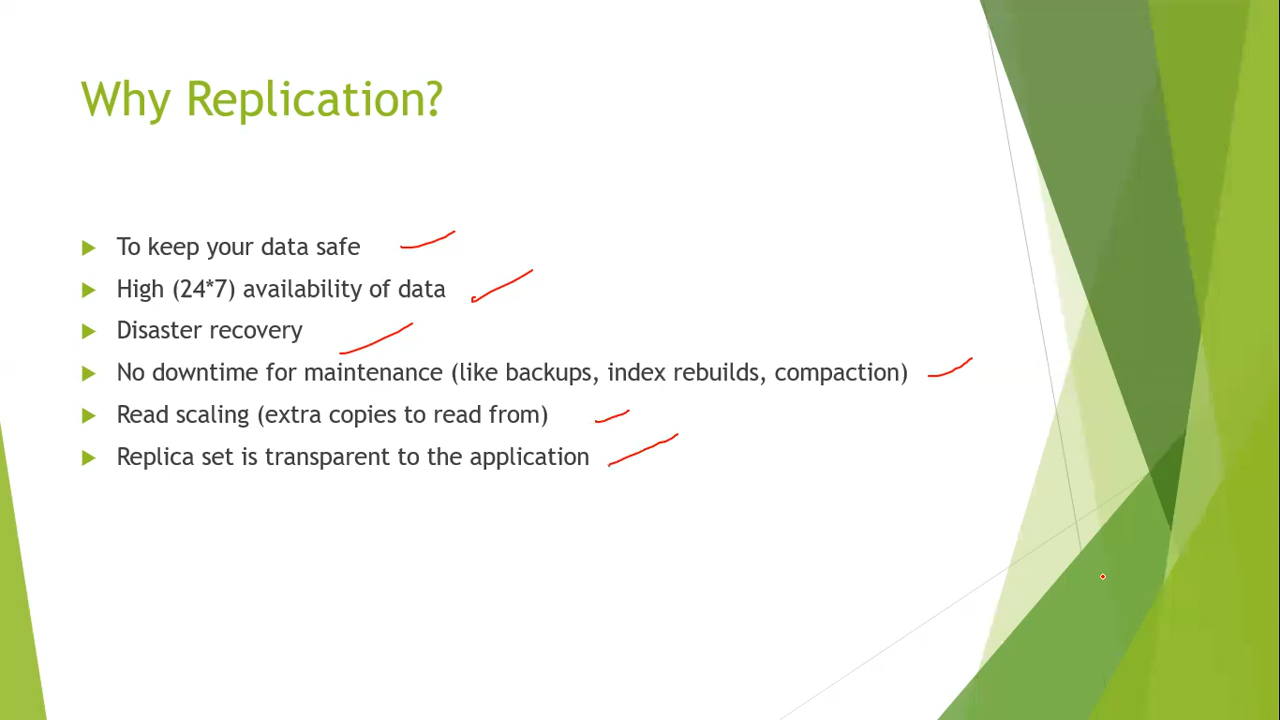 Why Replication?
To keep your data safe
High (24*7) availability of data
Disaster recovery
No downtime for maintenance (like backups, index rebuilds, compaction)
Read scaling (extra copies to read from)
Replica set is transparent to the application